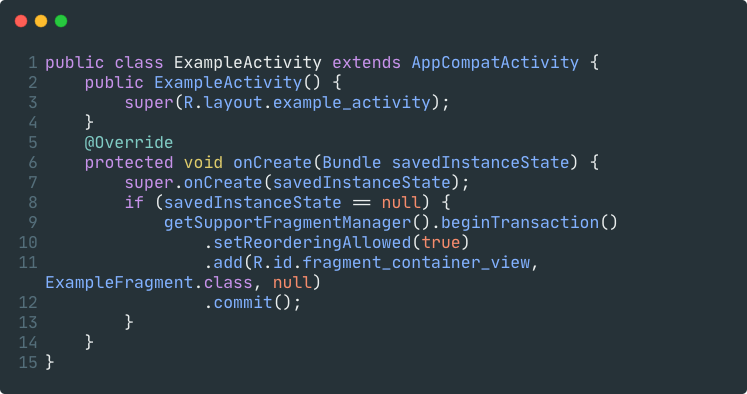 1 public class ExampleActivity extends AppCompatActivity {
2     public ExampleActivity() {
3         super(R.layout.example_activity);
4     }
5     @Override
6     protected void onCreate(Bundle savedInstanceState) {
7         super.onCreate(savedInstanceState);
8         if (savedInstanceState == null) {
9             getSupportFragmentManager().beginTransaction()
10                 .setReorderingAllowed(true)
11                 .add(R.id.fragment_container_view,
ExampleFragment.class, null)
12                 .commit();
13         }
14     }
15 }